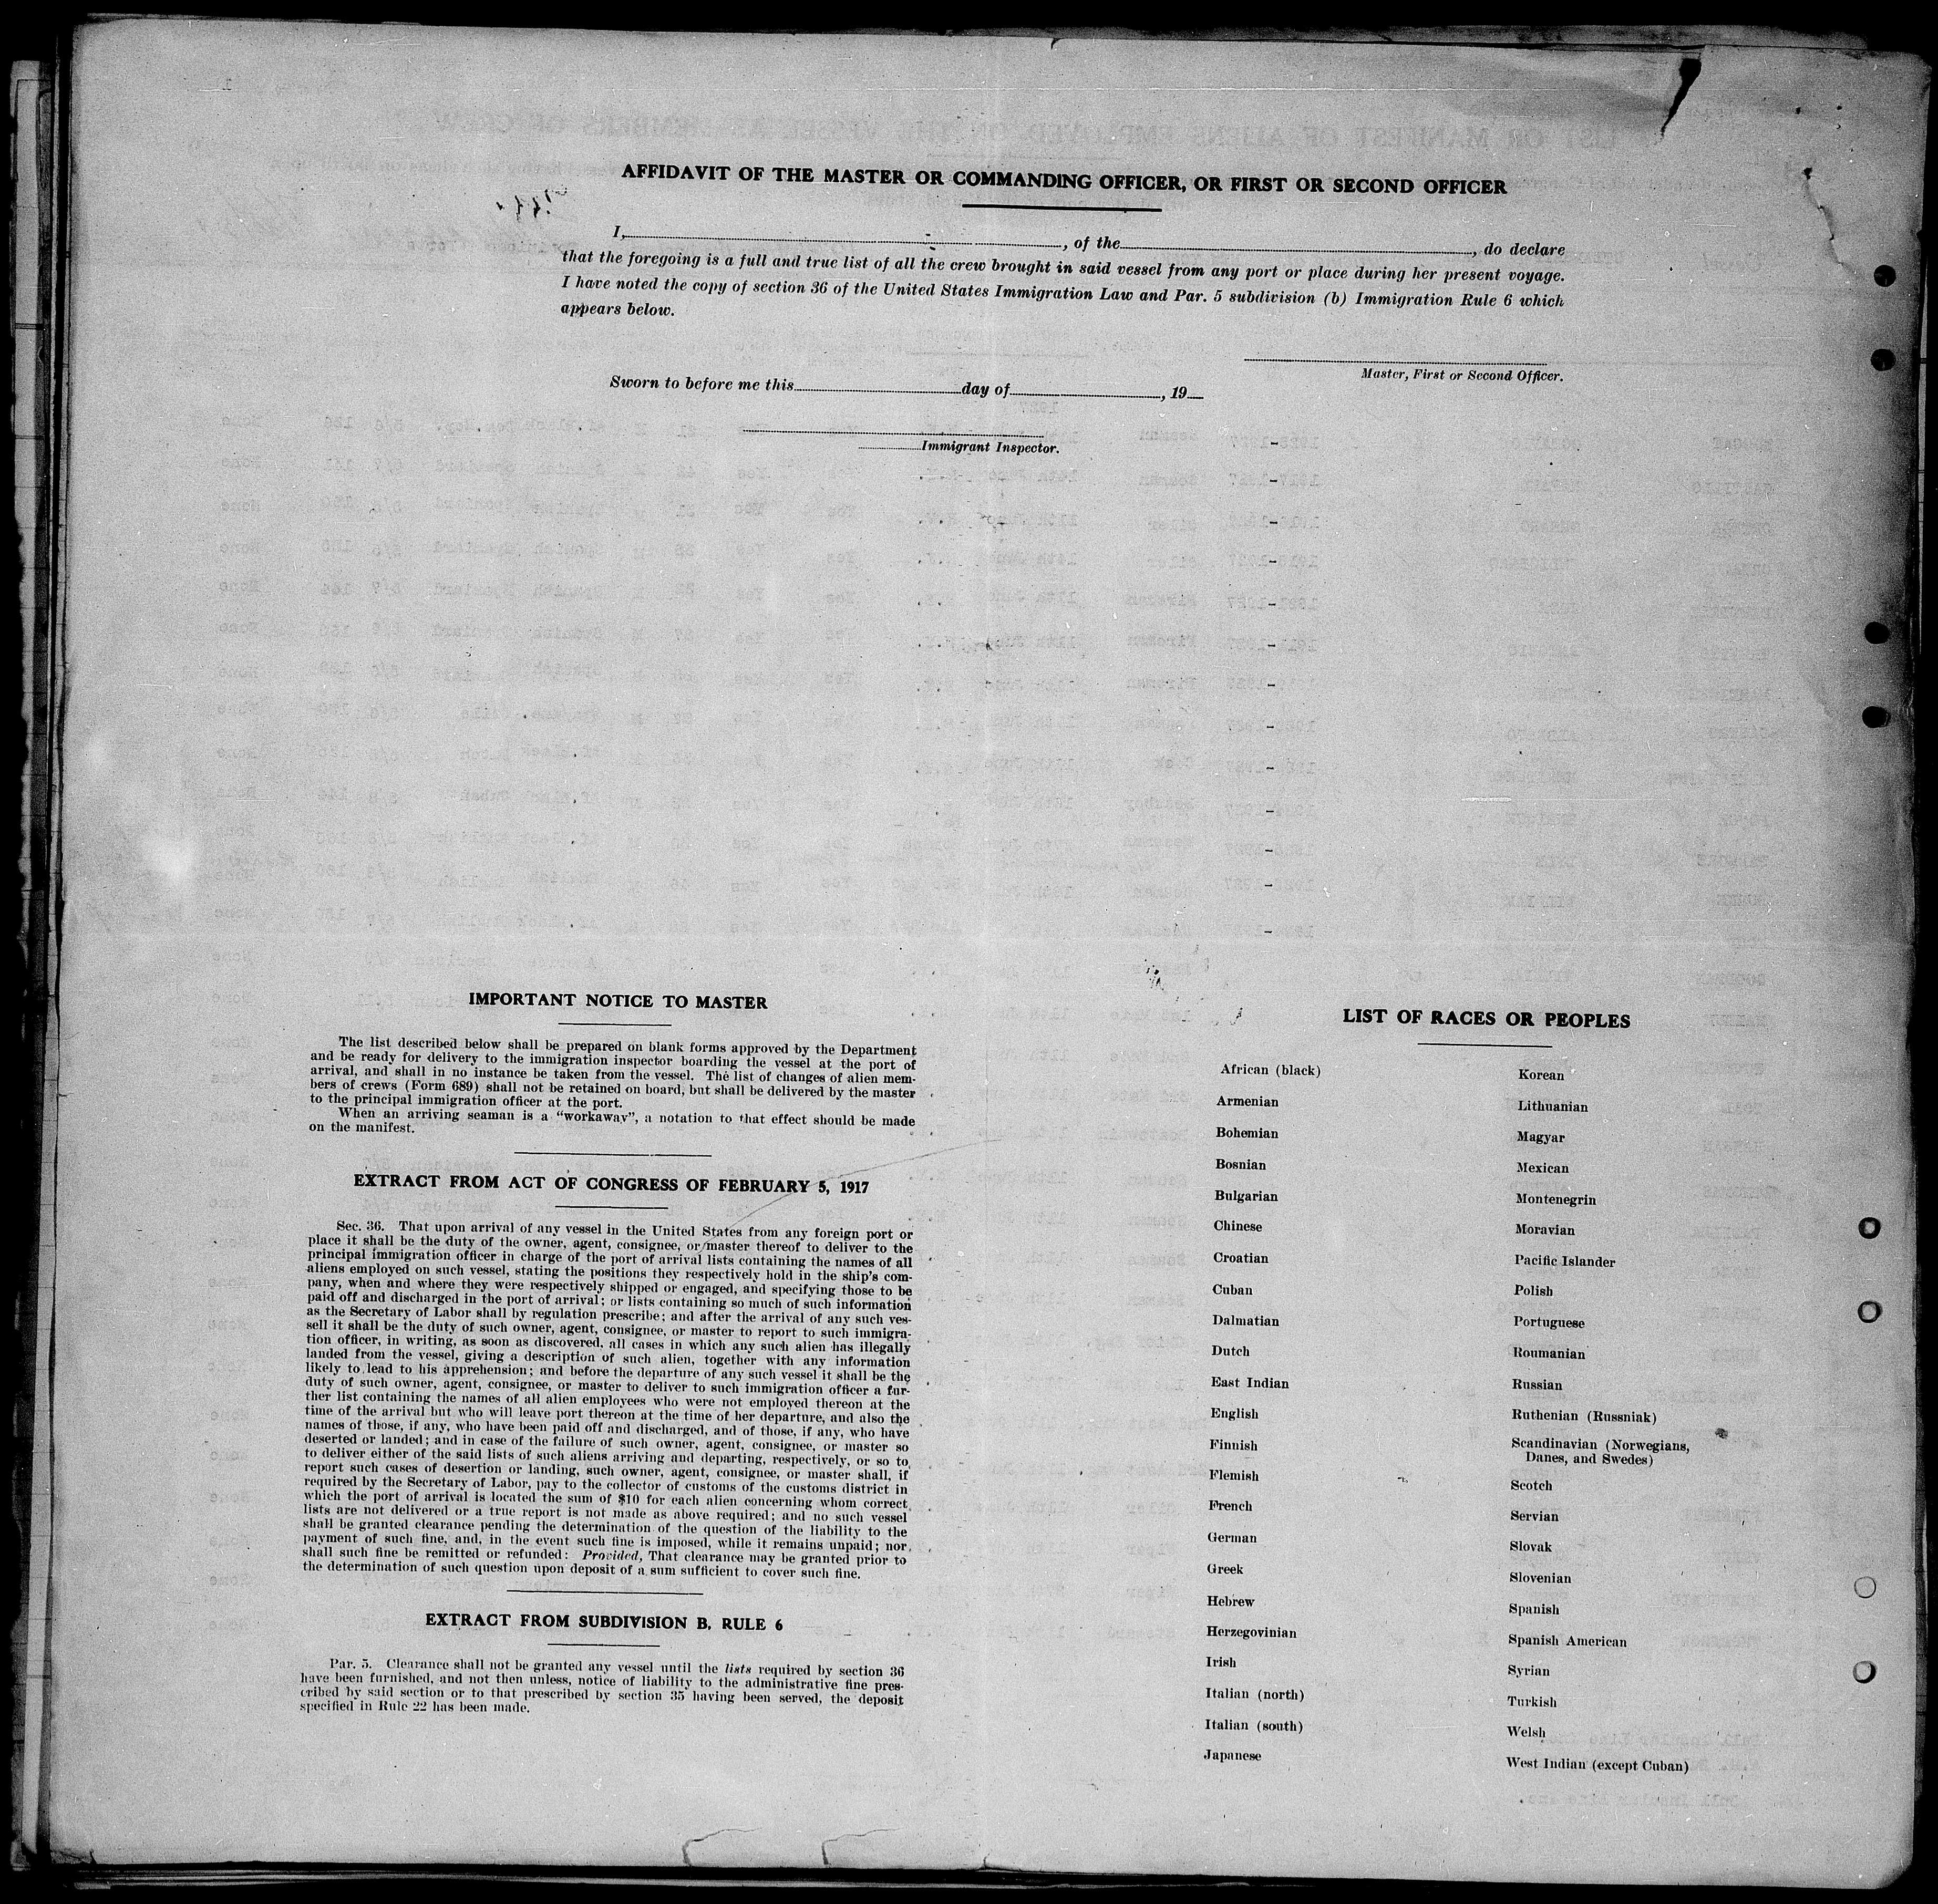 AFFIDAVIT OF THE MASTER OR COMMANDING OFFICER, OR FIRST OR SECOND OFFICER
I, , of the , do declare
that the foregoing is a full and true list of all the crew brought in said vessel from any port or place during her present voyage.
I have noted the copy of section 36 of the United States Immigration Law and Par. 5 subdivision (b) Immigration Rule 6 which
appears below.
Master, First or Second Officer.
Sworn to before me this day of , 19
Immigrant Inspector.
IMPORTANT NOTICE TO MASTER
The list described below shall be prepared on blank forms approved by the Department
and be ready for delivery to the immigration inspector boarding the vessel at the port of
arrival, and shall in no instance be taken from the vessel. The list of changes of alien mem-
bers of crews (Form 689) shall not be retained on board, but shall be delivered by the master
to the principal immigration officer at the port.
When an arriving seaman is a “workaway”, a notation to that effect should be made
on the manifest.
EXTRACT FROM ACT OF CONGRESS OF FEBRUARY 5, 1917
Sec. 36. That upon arrival of any vessel in the United States from any foreign port or
place it shall be the duty of the owner, agent, consignee, or master thereof to deliver to the
principal immigration officer in charge of the port of arrival lists containing the names of all
aliens employed on such vessel, stating the positions they respectively hold in the ship's com-
pany, when and where they were respectively shipped or engaged, and specifying those to be
paid off and discharged in the port of arrival; or lists containing so much of such information
as the Secretary of Labor shall by regulation prescribe; and after the arrival of any such ves-
sell it shall be the duty of such owner, agent, consignee, or master to report to such immigra-
tion officer, in writing, as soon as discovered, all cases in which any such alien has illegally
landed from the vessel, giving a description of such alien, together with any information
likely to lead to his apprehension; and before the departure of any such vessel it shall be the
duty of such owner, agent, consignee, or master to deliver to such immigration officer a fur-
ther list containing the names of all alien employees who were not employed thereon at the
time of the arrival but who will leave port thereon at the time of her departure, and also the
names of those, if any, who have been paid off and discharged, and of those, if any, who have
deserted or landed; and in case of the failure of such owner, agent, consignee, or master so
to deliver either of the said lists of such aliens arriving and departing, respectively, or so to
report such cases of desertion or landing, such owner, agent, consignee, or master shall, if
required by the Secretary of Labor, pay to the collector of customs of the customs district in
which the port of arrival is located the sum of $10 for each alien concerning whom correct
lists are not delivered or a true report is not made as above required; and no such vessel
shall be granted clearance pending the determination of the question of the liability to the
payment of such fine, and, in the event such fine is imposed, while it remains unpaid; nor
shall such fine be remitted or refunded: Provided, That clearance may be granted prior to
the determination of such question upon deposit of a sum sufficient to cover such fine.
EXTRACT FROM SUBDIVISION B, RULE 6
Par. 5. Clearance shall not be granted any vessel until the lists required by section 36
have been furnished, and not then unless, notice of liability to the administrative fine pres-
cribed by said section or to that prescribed by section 35 having been served, the deposit
specified in Rule 22 has been made.
LIST OF RACES OR PEOPLES
African (black)
Armenian
Bohemian
Bosnian
Bulgarian
Chinese
Croatian
Cuban
Dalmatian
Dutch
East Indian
English
Finnish
Flemish
French
German
Greek
Hebrew
Herzegovinian
Irish
Italian (north)
Italian (south)
Japanese
Korean
Lithuanian
Magyar
Mexican
Montenegrin
Moravian
Pacific Islander
Polish
Portuguese
Roumanian
Russian
Ruthenian (Russniak)
Scandinavian (Norwegians,
Danes, and Swedes)
Scotch
Servian
Slovak
Slovenian
Spanish
Spanish American
Syrian
Turkish
Welsh
West Indian (except Cuban)